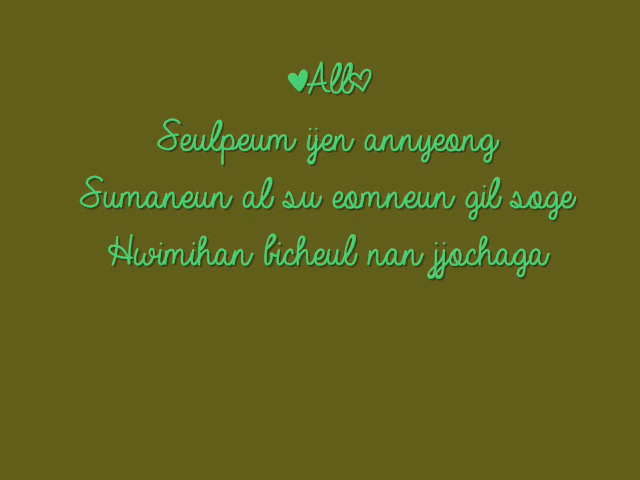 ♥All♡
Seulpeum ijen annyeong
Sumaneun al su eomneun gil soge
Hwimihan bicheul nan jjochaga